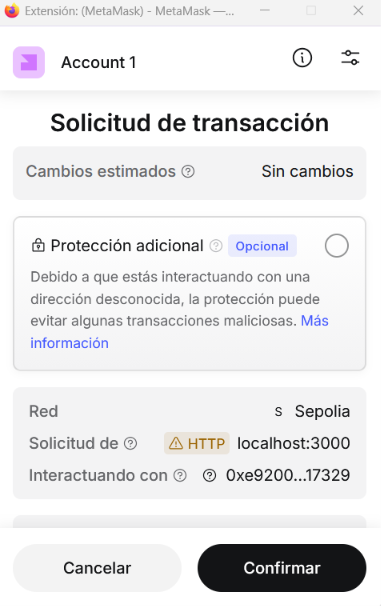 Extensión: (MetaMask) - MetaMask —...
Account 1
Solicitud de transacción
Cambios estimados Sin cambios
Protección adicional Opcional
Debido a que estás interactuando con una
dirección desconocida, la protección puede
evitar algunas transacciones maliciosas. Más
información
Red S Sepolia
Solicitud de HTTP localhost:3000
Interactuando con 0xe9200...17329
Cancelar Confirmar